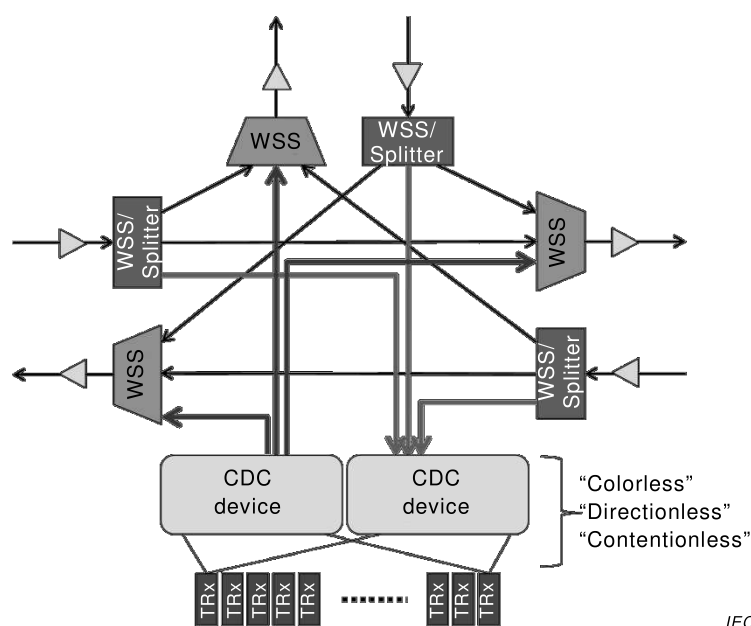 WSS
WSS/
Splitter
WSS/
Splitter
WSS
WSS
WSS/
Splitter
CDC
device
CDC
device
“Colorless”
“Directionless”
“Contentionless”
TRx
TRx
TRx
TRx
TRx
TRx
TRx
TRx